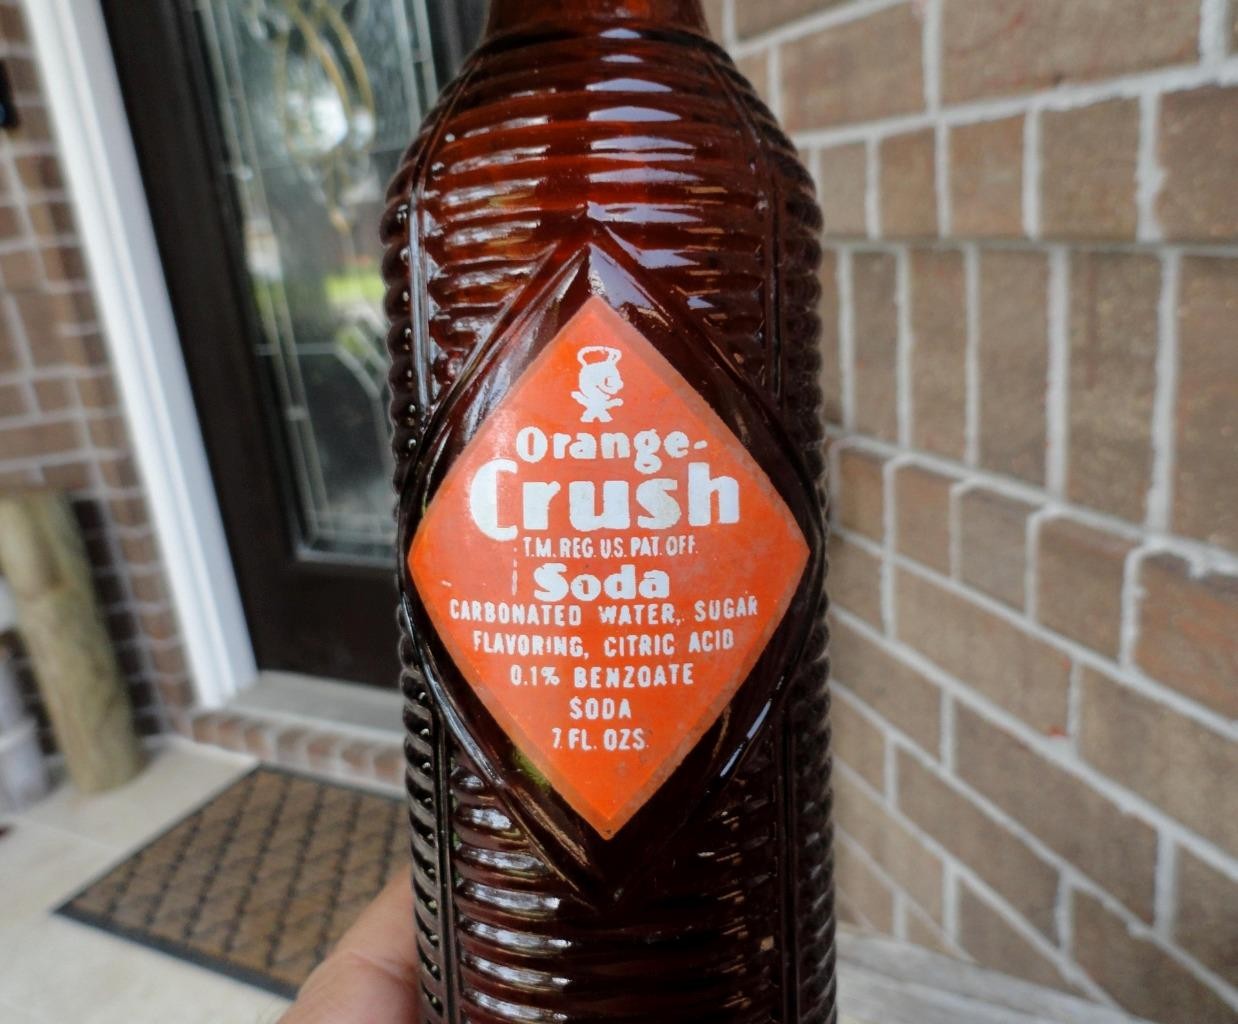 Orange-
Crush
T.M. REG. U.S. PAT. OFF.
Soda
CARBONATED WATER, SUGAR
FLAVORING, CITRIC ACID
0.1% BENZOATE
SODA
7 FL. OZS.